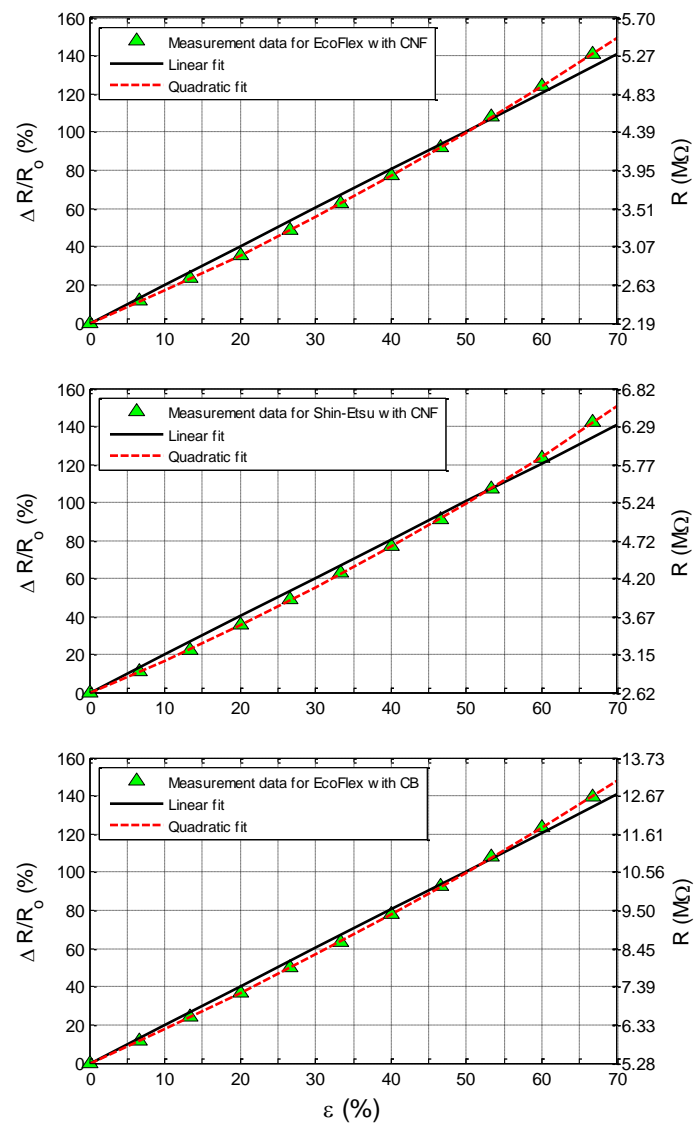 160
140
120
100
80
60
40
20
0
Δ R/R₀ (%)
Measurement data for EcoFlex with CNF
Linear fit
Quadratic fit
5.70
5.27
4.83
4.39
3.95
3.51
3.07
2.63
2.19
R (MΩ)
0 10 20 30 40 50 60 70
160
140
120
100
80
60
40
20
0
Δ R/R₀ (%)
Measurement data for Shin-Etsu with CNF
Linear fit
Quadratic fit
6.82
6.29
5.77
5.24
4.72
4.20
3.67
3.15
2.62
R (MΩ)
0 10 20 30 40 50 60 70
160
140
120
100
80
60
40
20
0
Δ R/R₀ (%)
Measurement data for EcoFlex with CB
Linear fit
Quadratic fit
13.73
12.67
11.61
10.56
9.50
8.45
7.39
6.33
5.28
R (MΩ)
0 10 20 30 40 50 60 70
ε (%)